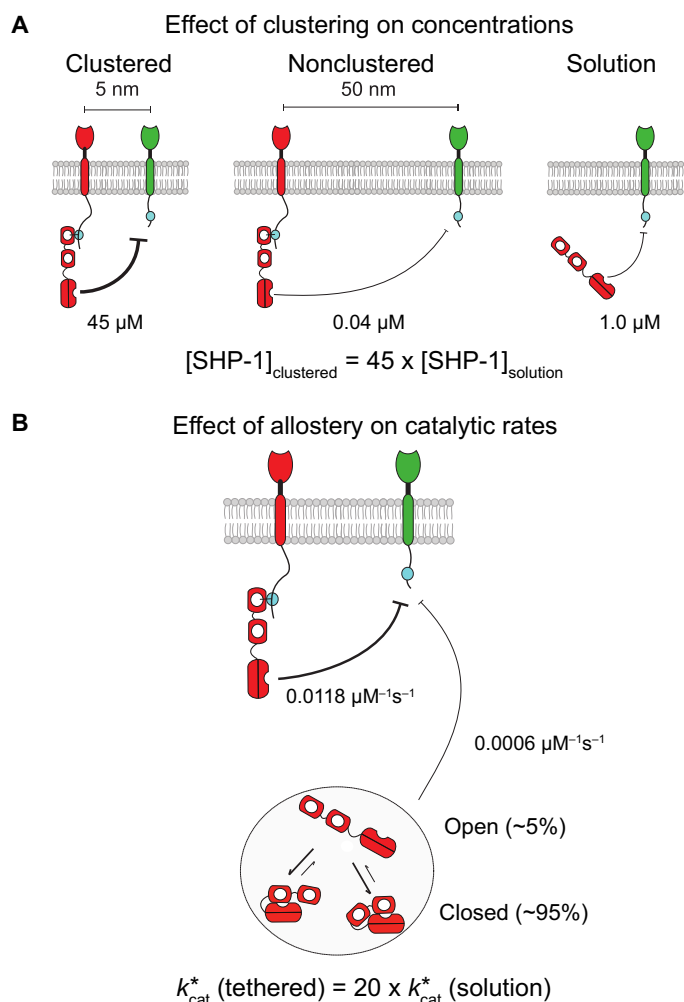 A
Effect of clustering on concentrations
Clustered
Nonclustered
Solution
5 nm
50 nm
45 µM
0.04 µM
1.0 µM
[SHP-1]clustered = 45 x [SHP-1]solution
B
Effect of allostery on catalytic rates
0.0118 µM⁻¹s⁻¹
0.0006 µM⁻¹s⁻¹
Open (~5%)
Closed (~95%)
k*cat (tethered) = 20 x k*cat (solution)